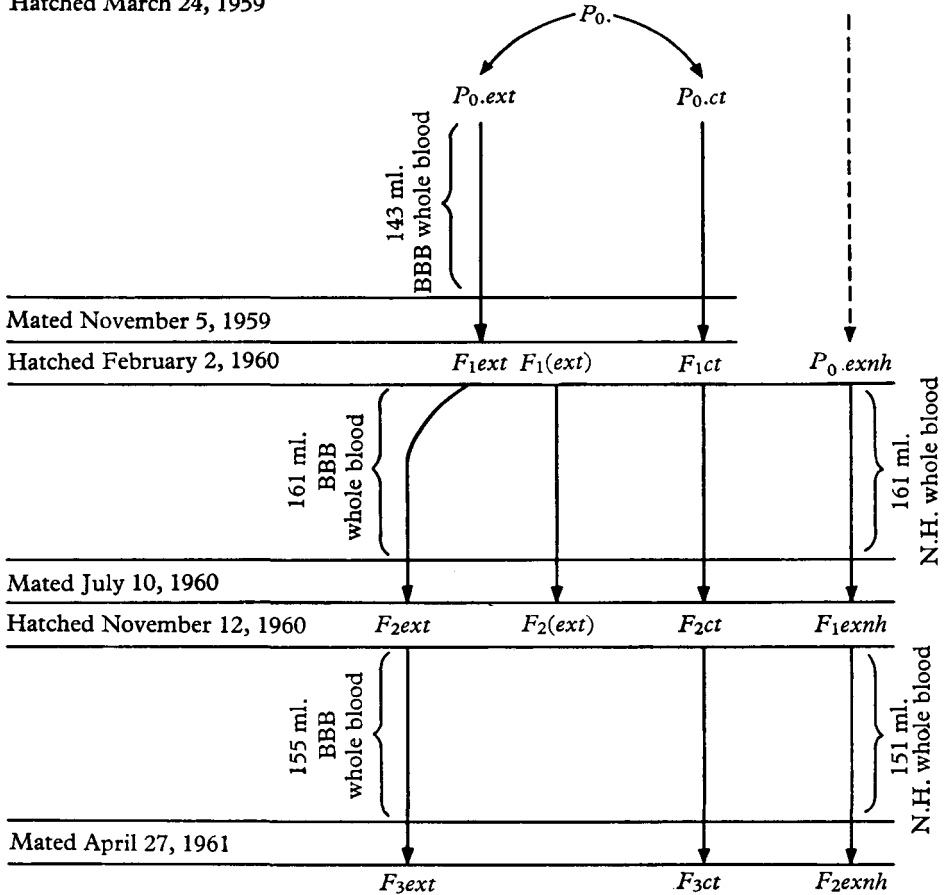 Hatched March 24, 1959
P₀.
P₀.ext P₀.ct
143 ml.
BBB whole blood
Mated November 5, 1959
Hatched February 2, 1960 F₁ext F₁(ext) F₁ct P₀.exnh
161 ml.
BBB
whole blood
161 ml.
N.H. whole blood
Mated July 10, 1960
Hatched November 12, 1960 F₂ext F₂(ext) F₂ct F₁exnh
155 ml.
BBB
whole blood
151 ml.
N.H. whole blood
Mated April 27, 1961
F₃ext F₃ct F₂exnh